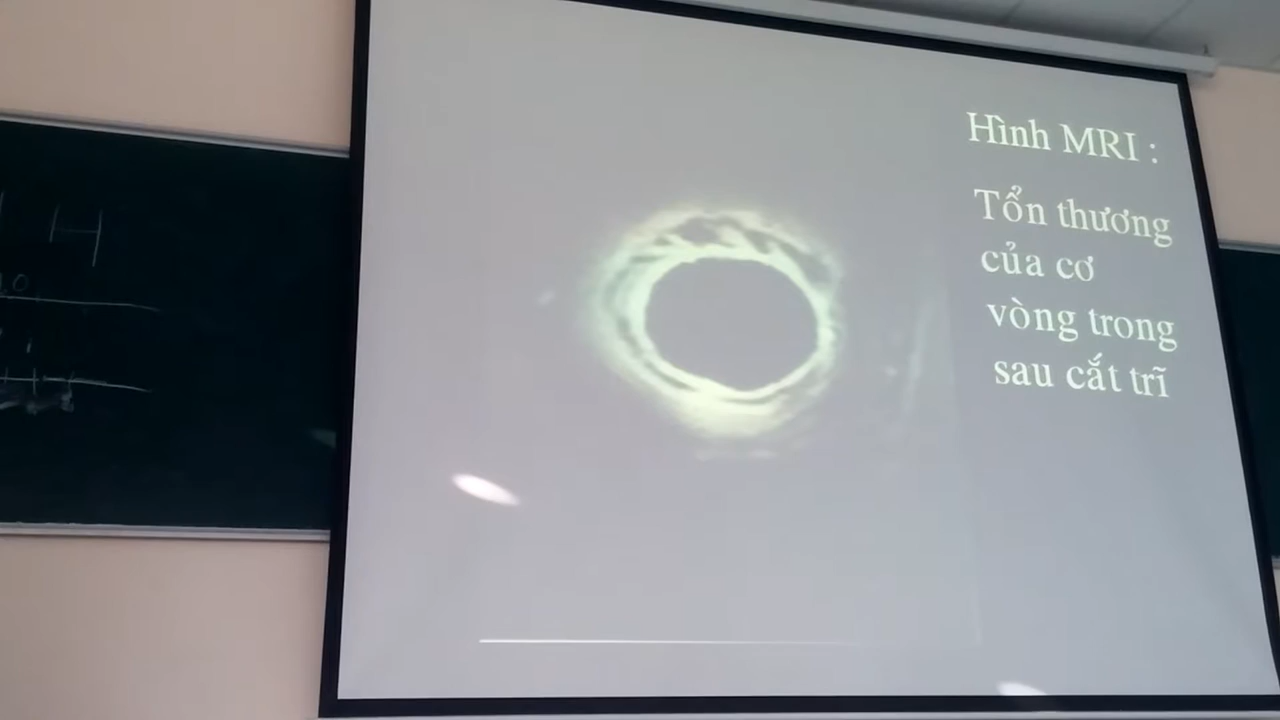 Hình MRI :
Tổn thương
của cơ
vòng trong
sau cắt trĩ
H